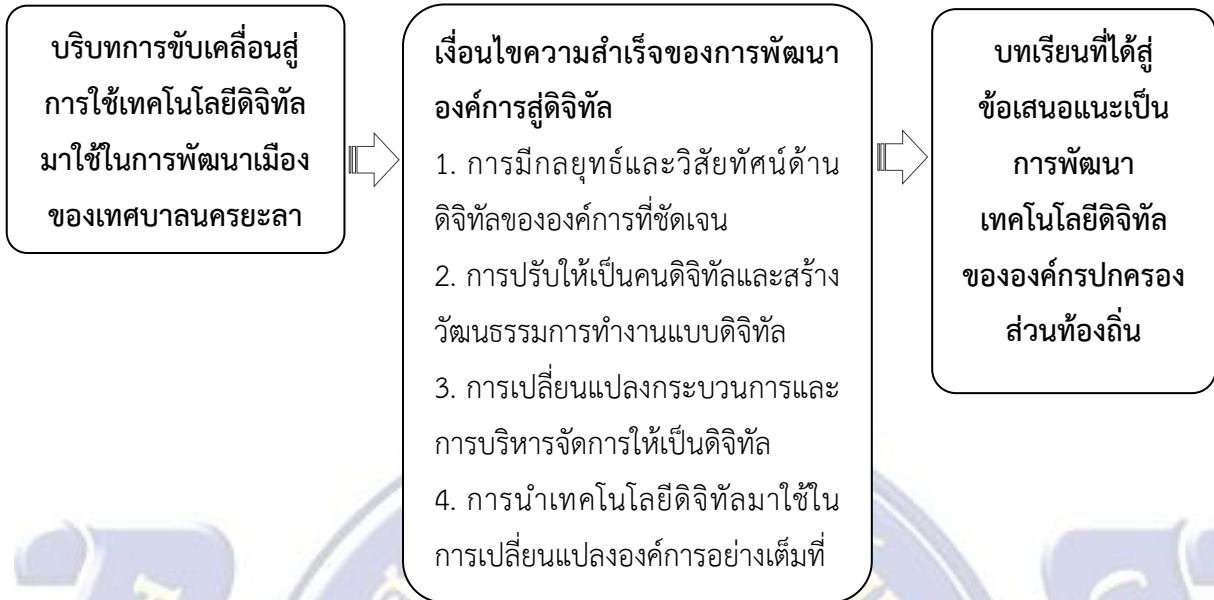 บริบทการขับเคลื่อนสู่
การใช้เทคโนโลยีดิจิทัล
มาใช้ในการพัฒนาเมือง
ของเทศบาลนครยะลา
เงื่อนไขความสำเร็จของการพัฒนา
องค์การสู่ดิจิทัล
1. การมีกลยุทธ์และวิสัยทัศน์ด้าน
ดิจิทัลขององค์การที่ชัดเจน
2. การปรับให้เป็นคนดิจิทัลและสร้าง
วัฒนธรรมการทำงานแบบดิจิทัล
3. การเปลี่ยนแปลงกระบวนการและ
การบริหารจัดการให้เป็นดิจิทัล
4. การนำเทคโนโลยีดิจิทัลมาใช้ใน
การเปลี่ยนแปลงองค์การอย่างเต็มที่
บทเรียนที่ได้สู่
ข้อเสนอแนะเป็น
การพัฒนา
เทคโนโลยีดิจิทัล
ขององค์กรปกครอง
ส่วนท้องถิ่น